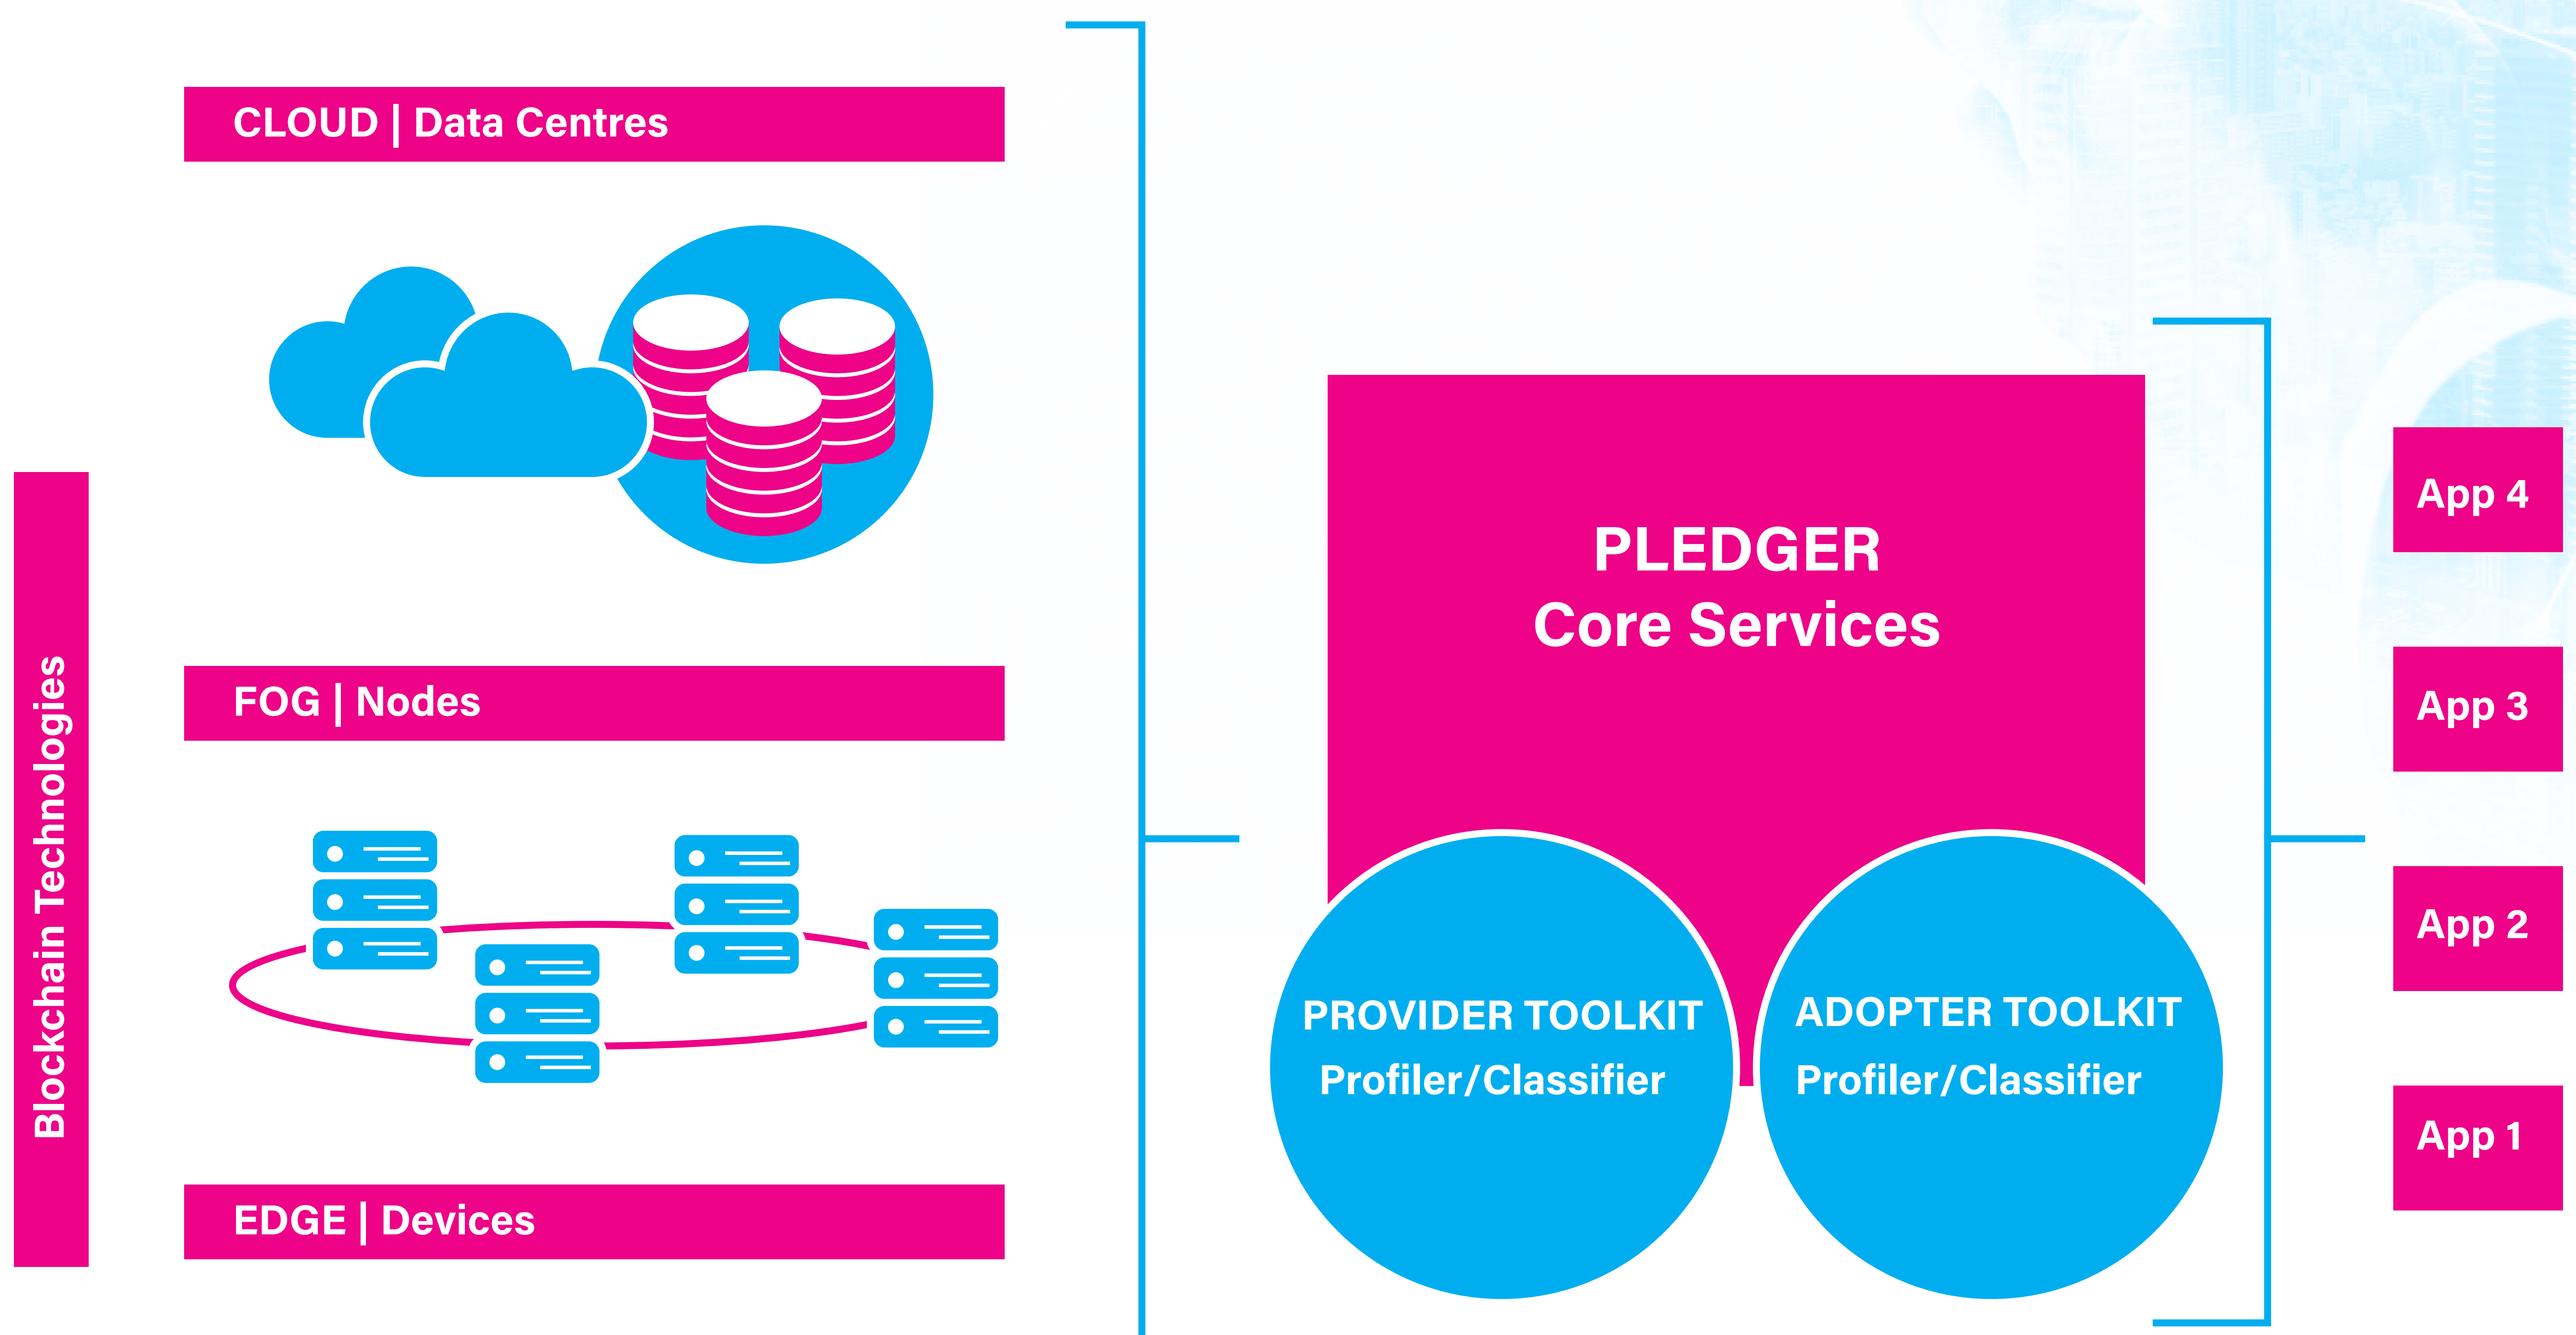 CLOUD | Data Centres
FOG | Nodes
EDGE | Devices
Blockchain Technologies
PLEDGER
Core Services
PROVIDER TOOLKIT
Profiler/Classifier
ADOPTER TOOLKIT
Profiler/Classifier
App 4
App 3
App 2
App 1